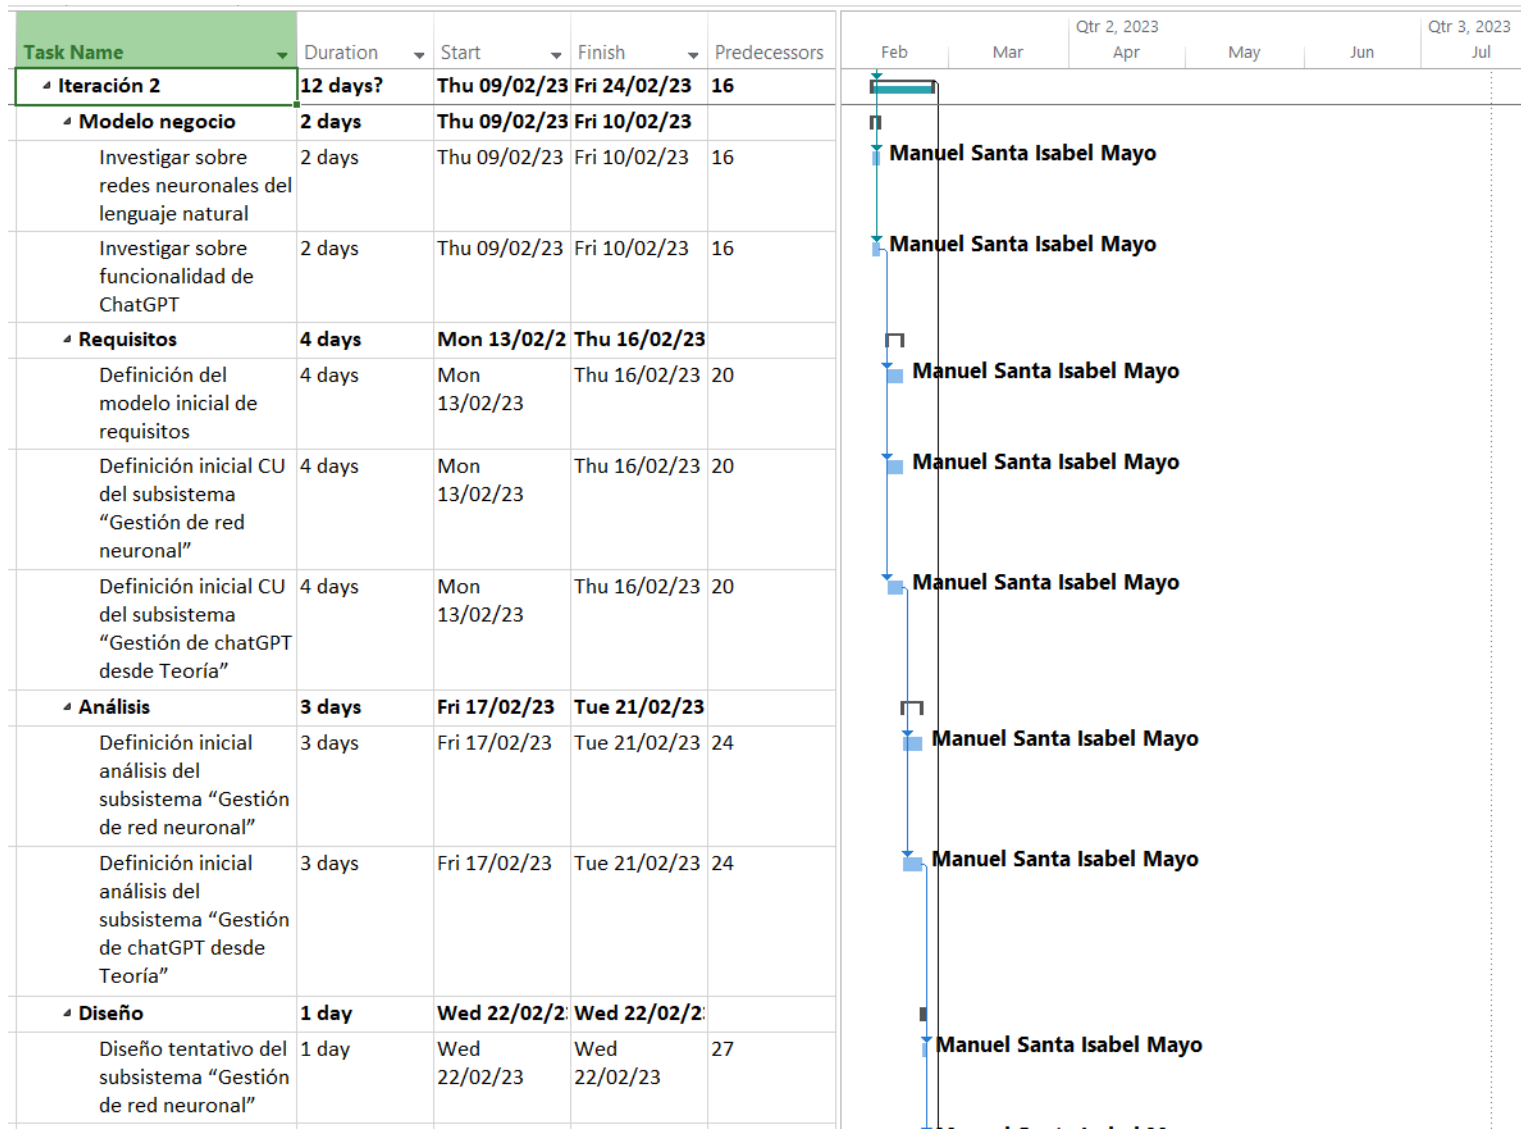 Qtr 2, 2023 Qtr 3, 2023
Task Name Duration Start Finish Predecessors Feb Mar Apr May Jun Jul
Iteración 2 12 days? Thu 09/02/23 Fri 24/02/23 16
Modelo negocio 2 days Thu 09/02/23 Fri 10/02/23
Investigar sobre 2 days Thu 09/02/23 Fri 10/02/23 16 Manuel Santa Isabel Mayo
redes neuronales del
lenguaje natural
Investigar sobre 2 days Thu 09/02/23 Fri 10/02/23 16 Manuel Santa Isabel Mayo
funcionalidad de
ChatGPT
Requisitos 4 days Mon 13/02/2 Thu 16/02/23
Definición del 4 days Mon Thu 16/02/23 20 Manuel Santa Isabel Mayo
modelo inicial de 13/02/23
requisitos
Definición inicial CU 4 days Mon Thu 16/02/23 20 Manuel Santa Isabel Mayo
del subsistema 13/02/23
“Gestión de red
neuronal”
Definición inicial CU 4 days Mon Thu 16/02/23 20 Manuel Santa Isabel Mayo
del subsistema 13/02/23
“Gestión de chatGPT
desde Teoría”
Análisis 3 days Fri 17/02/23 Tue 21/02/23
Definición inicial 3 days Fri 17/02/23 Tue 21/02/23 24 Manuel Santa Isabel Mayo
análisis del
subsistema “Gestión
de red neuronal”
Definición inicial 3 days Fri 17/02/23 Tue 21/02/23 24 Manuel Santa Isabel Mayo
análisis del
subsistema “Gestión
de chatGPT desde
Teoría”
Diseño 1 day Wed 22/02/2 Wed 22/02/2
Diseño tentativo del 1 day Wed Wed 27 Manuel Santa Isabel Mayo
subsistema “Gestión 22/02/23 22/02/23
de red neuronal”